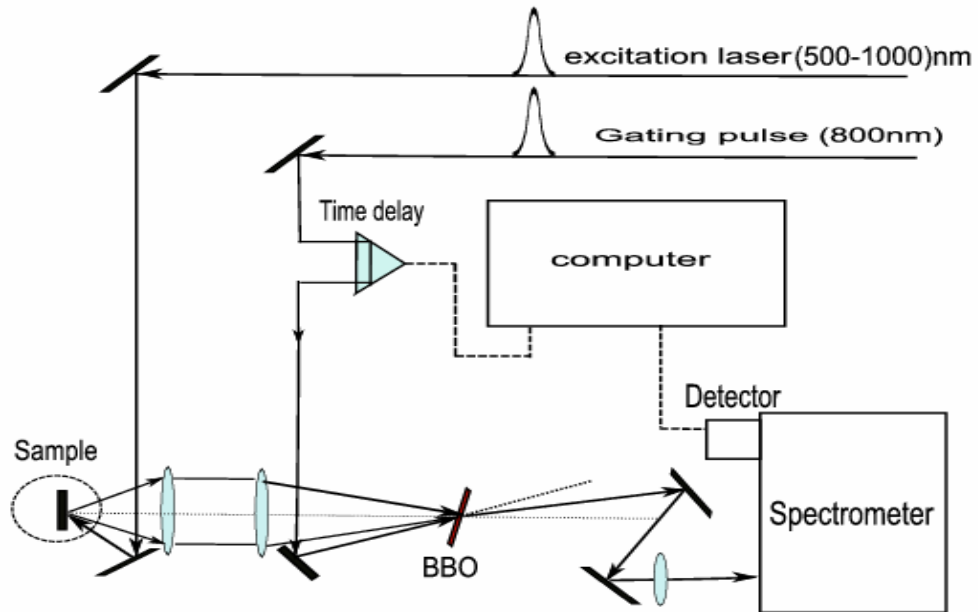 excitation laser(500-1000)nm
Gating pulse (800nm)
Time delay
computer
Detector
Sample
Spectrometer
BBO